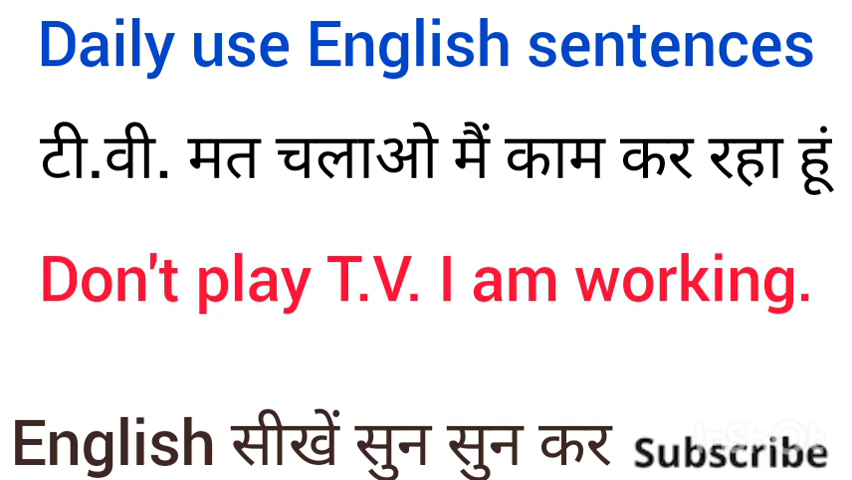 Daily use English sentences
टी.वी. मत चलाओ मैं काम कर रहा हूं
Don't play T.V. I am working.
English सीखें सुन सुन कर Subscribe